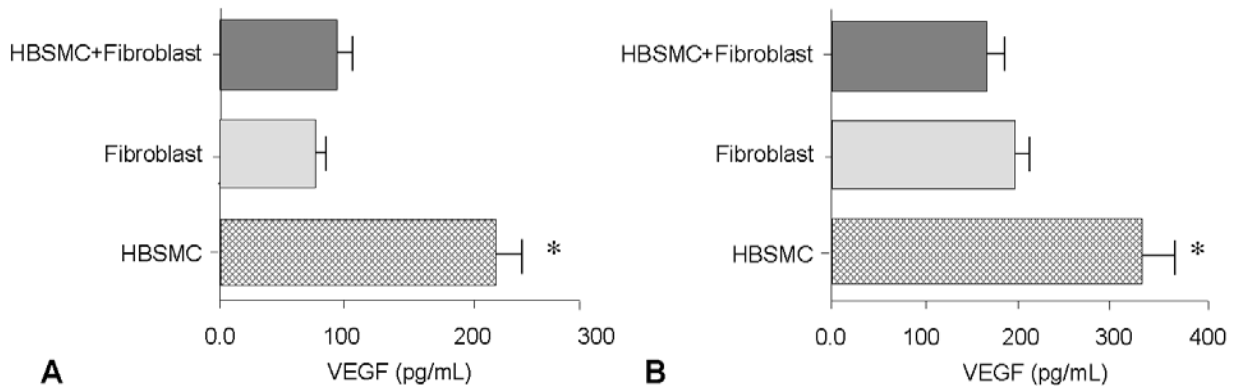 HBSMC+Fibroblast
Fibroblast
HBSMC
*
0.0 100 200 300
VEGF (pg/mL)
A
HBSMC+Fibroblast
Fibroblast
HBSMC
*
0.0 100 200 300 400
VEGF (pg/mL)
B